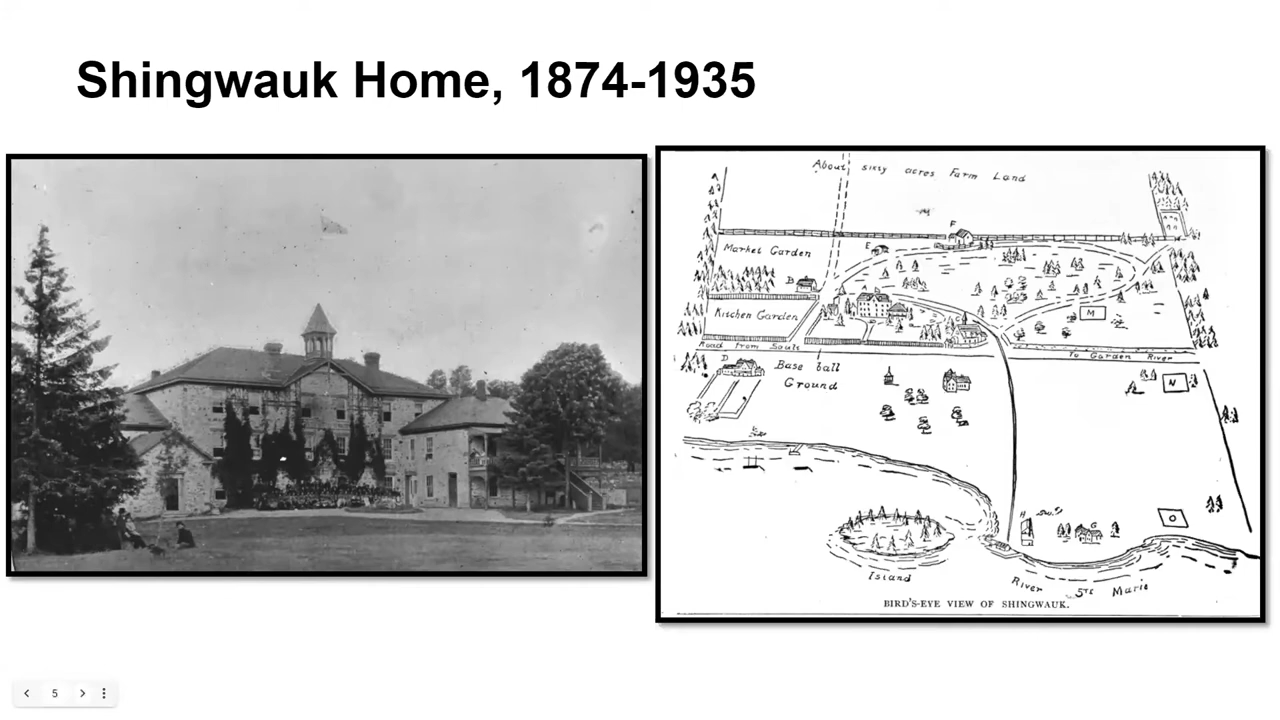 Shingwauk Home, 1874-1935
About sixty acres Farm Land
F
Market Garden
E
B
Kitchen Garden
A
M
Road from Sault
To Garden River
D
Base ball
Ground
N
O
H
G
Island
River Ste Marie
BIRD'S-EYE VIEW OF SHINGWAUK.
5